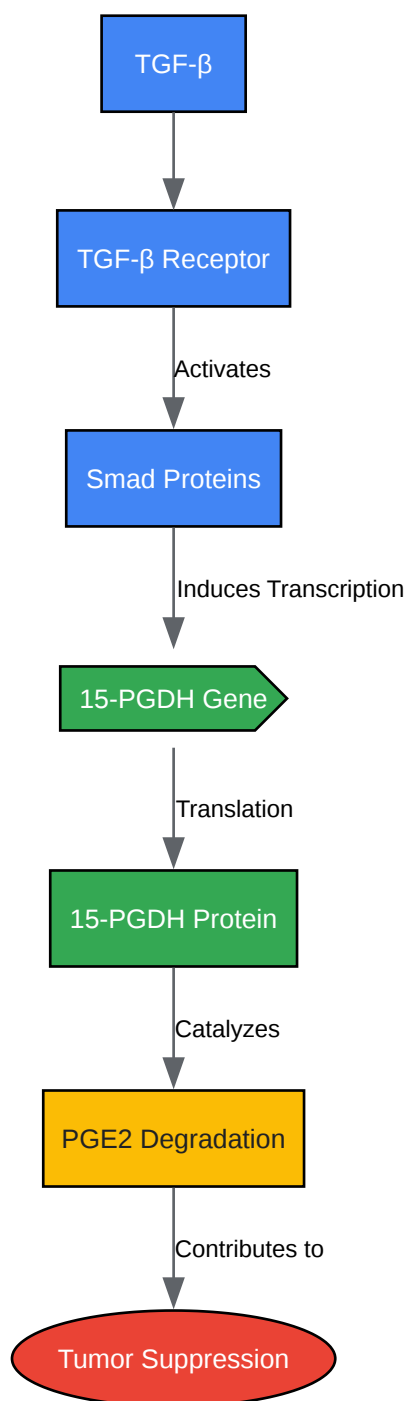 TGF-β
TGF-β Receptor
Activates
Smad Proteins
Induces Transcription
15-PGDH Gene
Translation
15-PGDH Protein
Catalyzes
PGE2 Degradation
Contributes to
Tumor Suppression